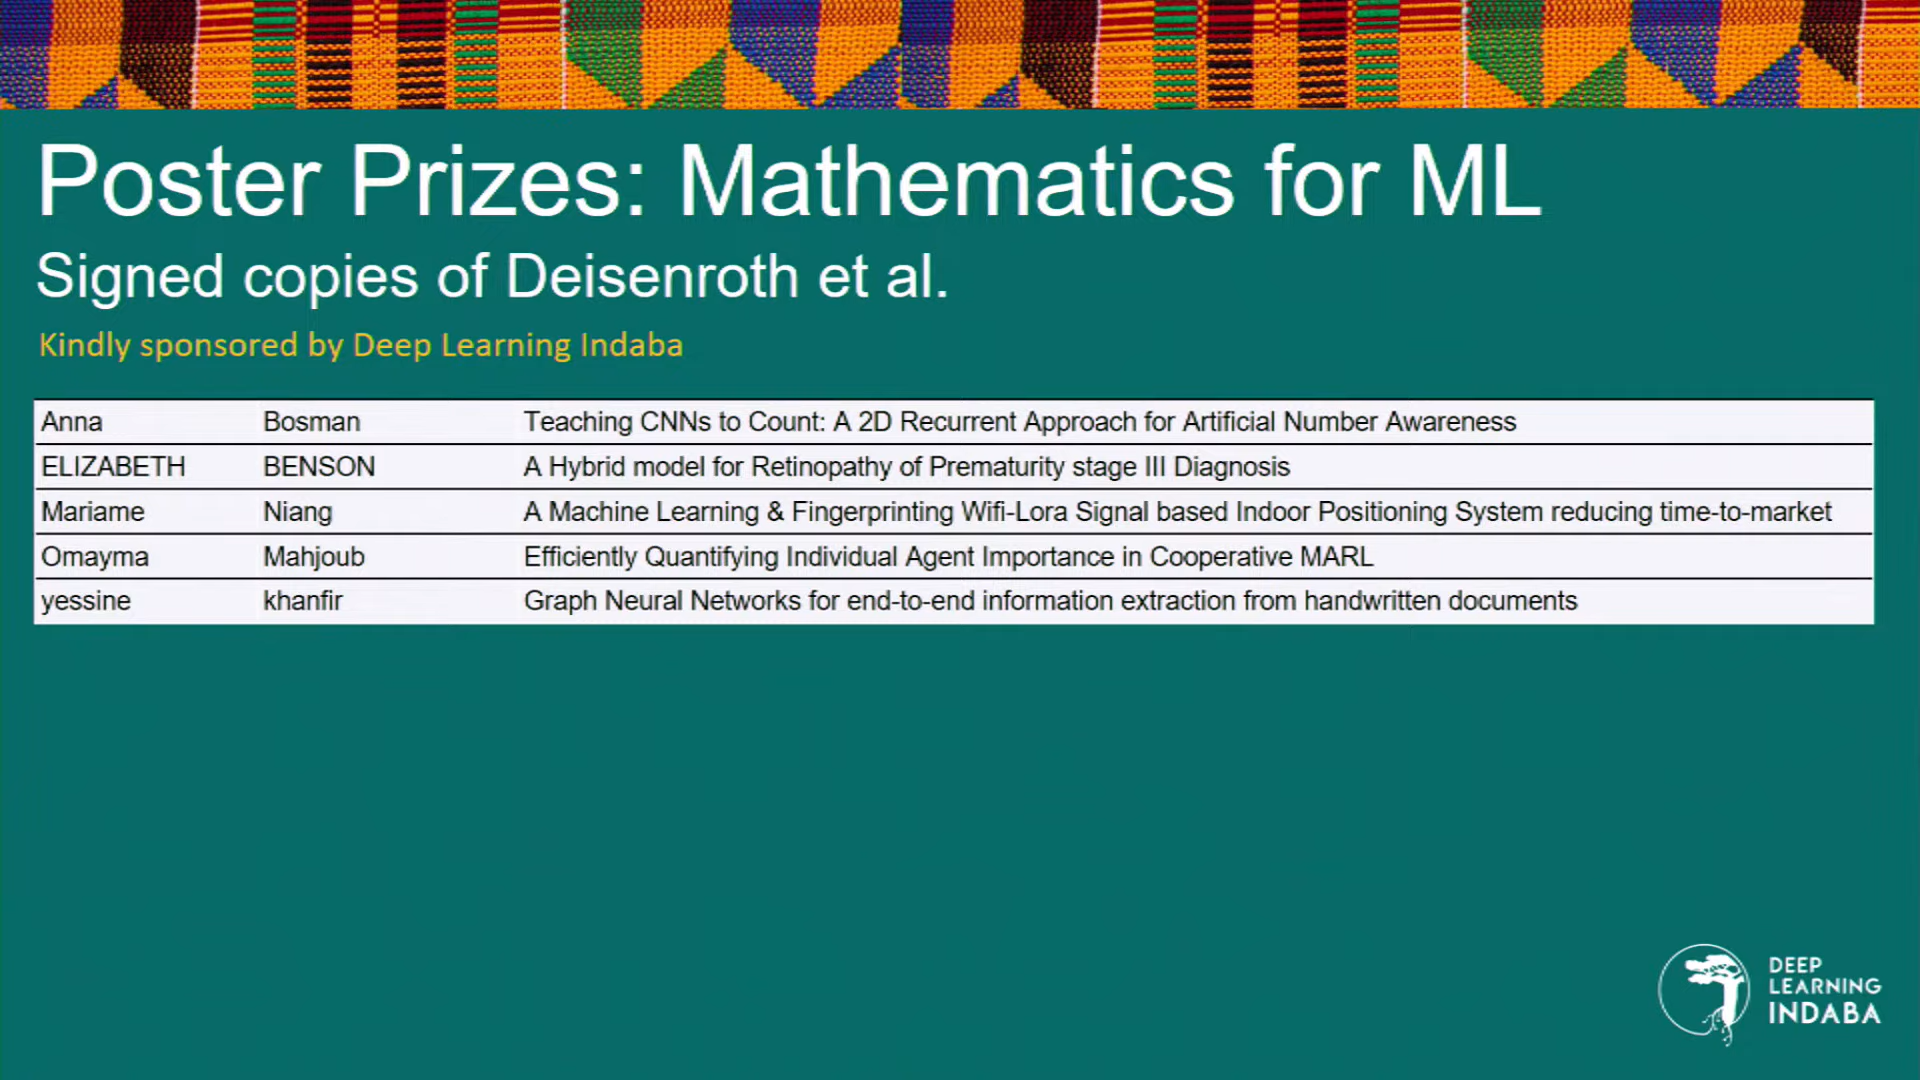 Poster Prizes: Mathematics for ML
Signed copies of Deisenroth et al.
Kindly sponsored by Deep Learning Indaba
Anna Bosman Teaching CNNs to Count: A 2D Recurrent Approach for Artificial Number Awareness
ELIZABETH BENSON A Hybrid model for Retinopathy of Prematurity stage III Diagnosis
Mariame Niang A Machine Learning & Fingerprinting Wifi-Lora Signal based Indoor Positioning System reducing time-to-market
Omayma Mahjoub Efficiently Quantifying Individual Agent Importance in Cooperative MARL
yessine khanfir Graph Neural Networks for end-to-end information extraction from handwritten documents
DEEP
LEARNING
INDABA